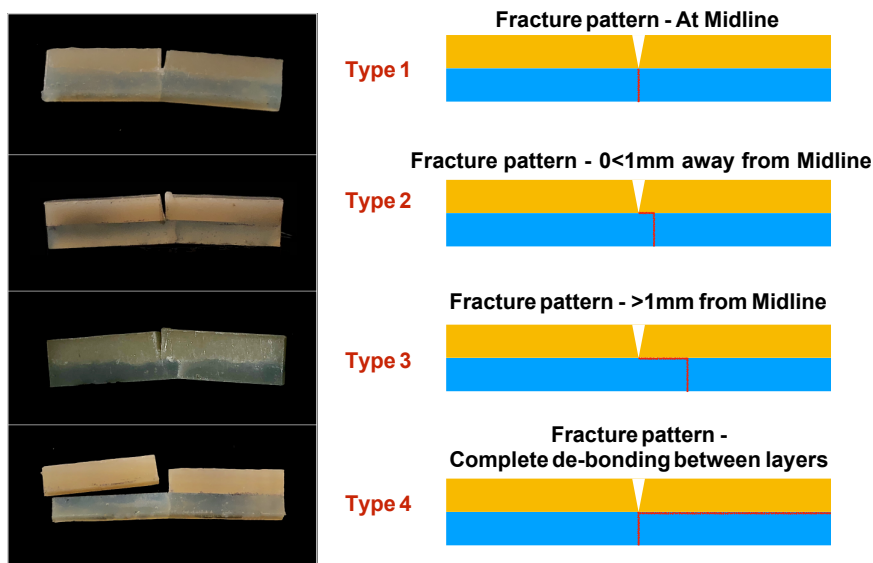 Fracture pattern - At Midline
Type 1
Fracture pattern - 0<1mm away from Midline
Type 2
Fracture pattern - >1mm from Midline
Type 3
Fracture pattern -
Complete de-bonding between layers
Type 4